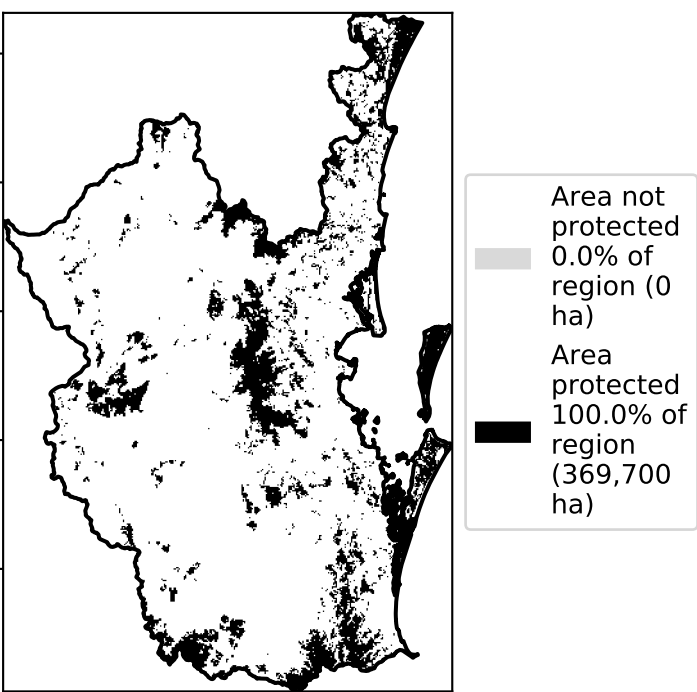 Area not
protected
0.0% of
region (0
ha)
Area
protected
100.0% of
region
(369,700
ha)